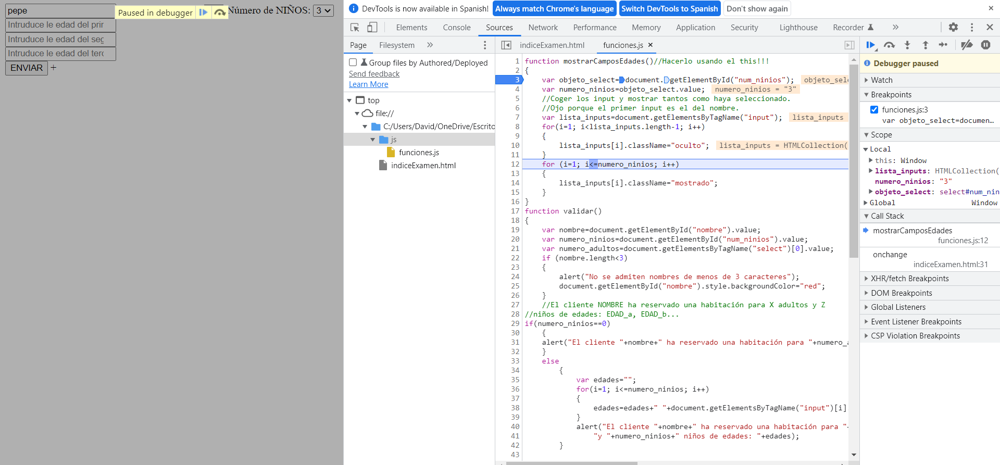 pepe
Paused in debugger
Número de NIÑOS: 3
Intruduce le edad del prir
Intruduce le edad del seg
Intruduce le edad del terc
ENVIAR +
DevTools is now available in Spanish! Always match Chrome's language Switch DevTools to Spanish Don't show again
Elements Console Sources Network Performance Memory Application Security Lighthouse Recorder
Page Filesystem
Group files by Authored/Deployed
Send feedback
Learn More
top
file://
C:/Users/David/OneDrive/Escrito
js
funciones.js
indiceExamen.html
indiceExamen.html funciones.js
1 function mostrarCamposEdades()//Hacerlo usando el this!!!
2 {
3 var objeto_select=document.getElementById("num_ninios"); objeto_sele
4 var numero_ninios=objeto_select.value; numero_ninios = "3"
5 //Coger los input y mostrar tantos como haya seleccionado.
6 //Ojo porque el primer input es el del nombre.
7 var lista_inputs=document.getElementsByTagName("input"); lista_inputs
8 for(i=1; i<lista_inputs.length-1; i++)
9 {
10 lista_inputs[i].className="oculto"; lista_inputs = HTMLCollection(
11 }
12 for (i=1; i<=numero_ninios; i++)
13 {
14 lista_inputs[i].className="mostrado";
15 }
16 }
17 function validar()
18 {
19 var nombre=document.getElementById("nombre").value;
20 var numero_ninios=document.getElementById("num_ninios").value;
21 var numero_adultos=document.getElementsByTagName("select")[0].value;
22 if (nombre.length<3)
23 {
24 alert("No se admiten nombres de menos de 3 caracteres");
25 document.getElementById("nombre").style.backgroundColor="red";
26 }
27 //El cliente NOMBRE ha reservado una habitación para X adultos y Z
28 //niños de edades: EDAD_a, EDAD_b...
29 if(numero_ninios==0)
30 {
31 alert("El cliente "+nombre+" ha reservado una habitación para "+numero_a
32 }
33 else
34 {
35 var edades="";
36 for(i=1; i<=numero_ninios; i++)
37 {
38 edades=edades+" "+document.getElementsByTagName("input")[i]
39 }
40 alert("El cliente "+nombre+" ha reservado una habitación para "+
41 "y "+numero_ninios+" niños de edades: "+edades);
42 }
43
Debugger paused
Watch
Breakpoints
funciones.js:3
var objeto_select=documen…
Scope
Local
this: Window
lista_inputs: HTMLCollection(
numero_ninios: "3"
objeto_select: select#num_nin
Global Window
Call Stack
mostrarCamposEdades
funciones.js:12
onchange
indiceExamen.html:31
XHR/fetch Breakpoints
DOM Breakpoints
Global Listeners
Event Listener Breakpoints
CSP Violation Breakpoints